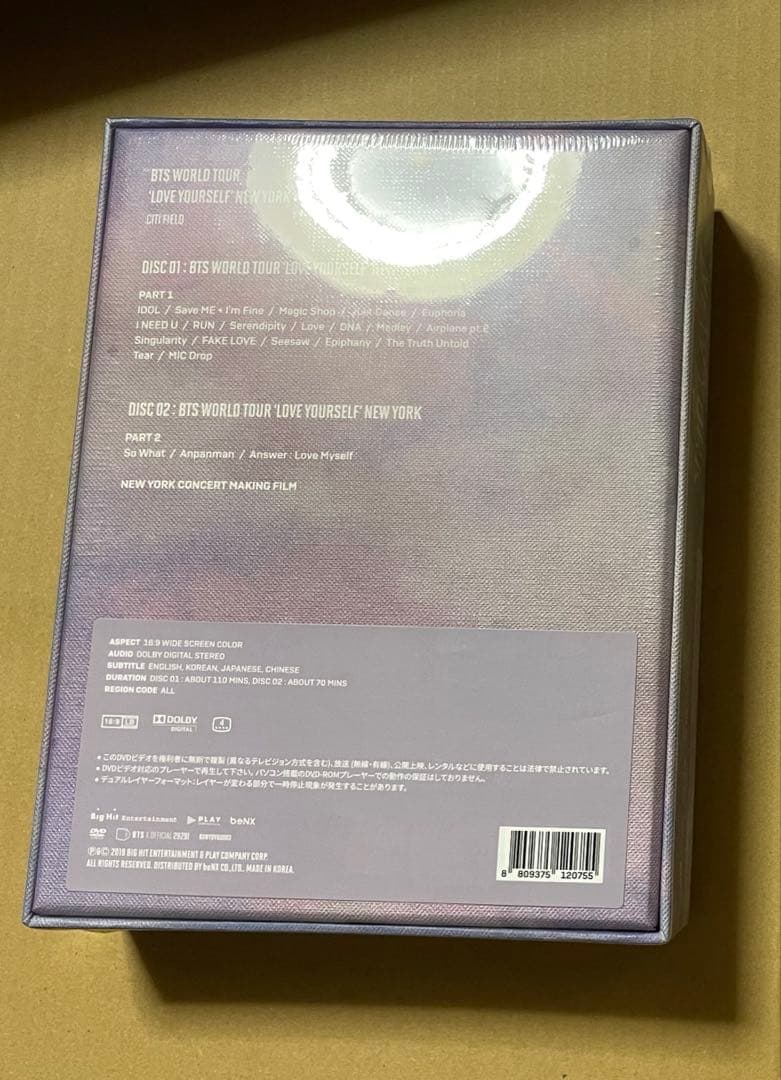 BTS WORLD TOUR
'LOVE YOURSELF' NEW YORK
CITI FIELD
DISC 01 : BTS WORLD TOUR 'LOVE YOURSELF' NEW
PART 1
IDOL / Save ME + I'm Fine / Magic Shop / Just Dance / Euphoria
I NEED U / RUN / Serendipity / Love / DNA / Medley / Airplane pt.2
Singularity / FAKE LOVE / Seesaw / Epiphany / The Truth Untold
Tear / MIC Drop
DISC 02 : BTS WORLD TOUR 'LOVE YOURSELF' NEW YORK
PART 2
So What / Anpanman / Answer : Love Myself
NEW YORK CONCERT MAKING FILM
ASPECT 16:9 WIDE SCREEN COLOR
AUDIO DOLBY DIGITAL STEREO
SUBTITLE ENGLISH, KOREAN, JAPANESE, CHINESE
DURATION DISC 01 : ABOUT 110 MINS, DISC 02 : ABOUT 70 MINS
REGION CODE ALL
16:9 LB DOLBY DIGITAL 4
• このDVDビデオを権利者に無断で複製 (異なるテレビジョン方式を含む)、放送 (無線・有線)、公開上映、レンタルなどに使用することは法律で禁止されています。
• DVDビデオ対応のプレーヤーで再生して下さい。パソコン搭載のDVD-ROMプレーヤーでの動作の保証はしておりません。
• デュアルレイヤーフォーマット:レイヤーが変わる部分で一時停止現象が発生することがあります。
Big Hit Entertainment PLAY beNX
DVD BTS
ⓅⒼⒸ 2019 BIG HIT ENTERTAINMENT & PLAY COMPANY CORP.
ALL RIGHTS RESERVED. DISTRIBUTED BY beNX CO.,LTD. MADE IN KOREA.
8 809375 120755